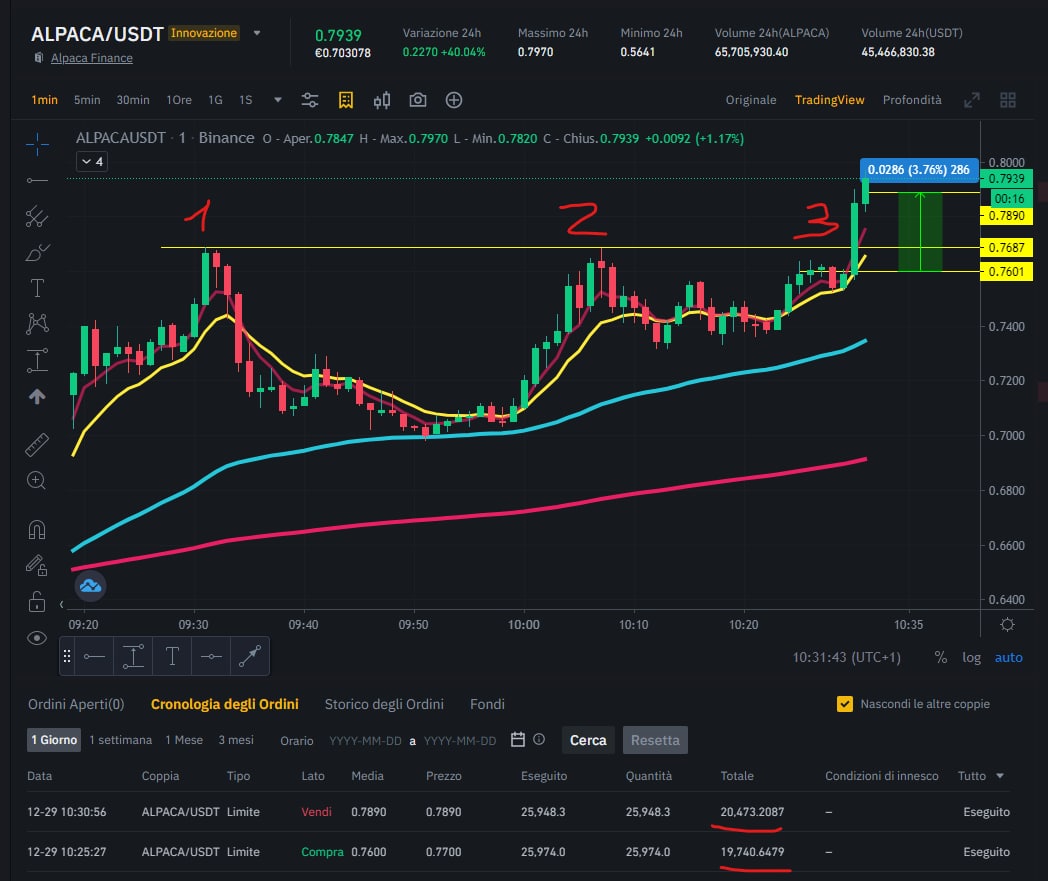 ALPACA/USDT Innovazione
Alpaca Finance
0.7939
€0.703078
Variazione 24h
0.2270 +40.04%
Massimo 24h
0.7970
Minimo 24h
0.5641
Volume 24h(ALPACA)
65,705,930.40
Volume 24h(USDT)
45,466,830.38
1min 5min 30min 1Ore 1G 1S
Originale TradingView Profondità
ALPACAUSDT · 1 · Binance O - Aper.0.7847 H - Max.0.7970 L - Min.0.7820 C - Chius.0.7939 +0.0092 (+1.17%)
4
0.0286 (3.76%) 286
1
2
3
0.8000
0.7939
00:16
0.7890
0.7687
0.7601
0.7400
0.7200
0.7000
0.6800
0.6600
0.6400
09:20 09:30 09:40 09:50 10:00 10:10 10:20 10:35
10:31:43 (UTC+1) % log auto
Ordini Aperti(0) Cronologia degli Ordini Storico degli Ordini Fondi
Nascondi le altre coppie
1 Giorno 1 settimana 1 Mese 3 mesi Orario YYYY-MM-DD a YYYY-MM-DD Cerca Resetta
Data Coppia Tipo Lato Media Prezzo Eseguito Quantità Totale Condizioni di innesco Tutto
12-29 10:30:56 ALPACA/USDT Limite Vendi 0.7890 0.7890 25,948.3 25,948.3 20,473.2087 – Eseguito
12-29 10:25:27 ALPACA/USDT Limite Compra 0.7600 0.7700 25,974.0 25,974.0 19,740.6479 – Eseguito